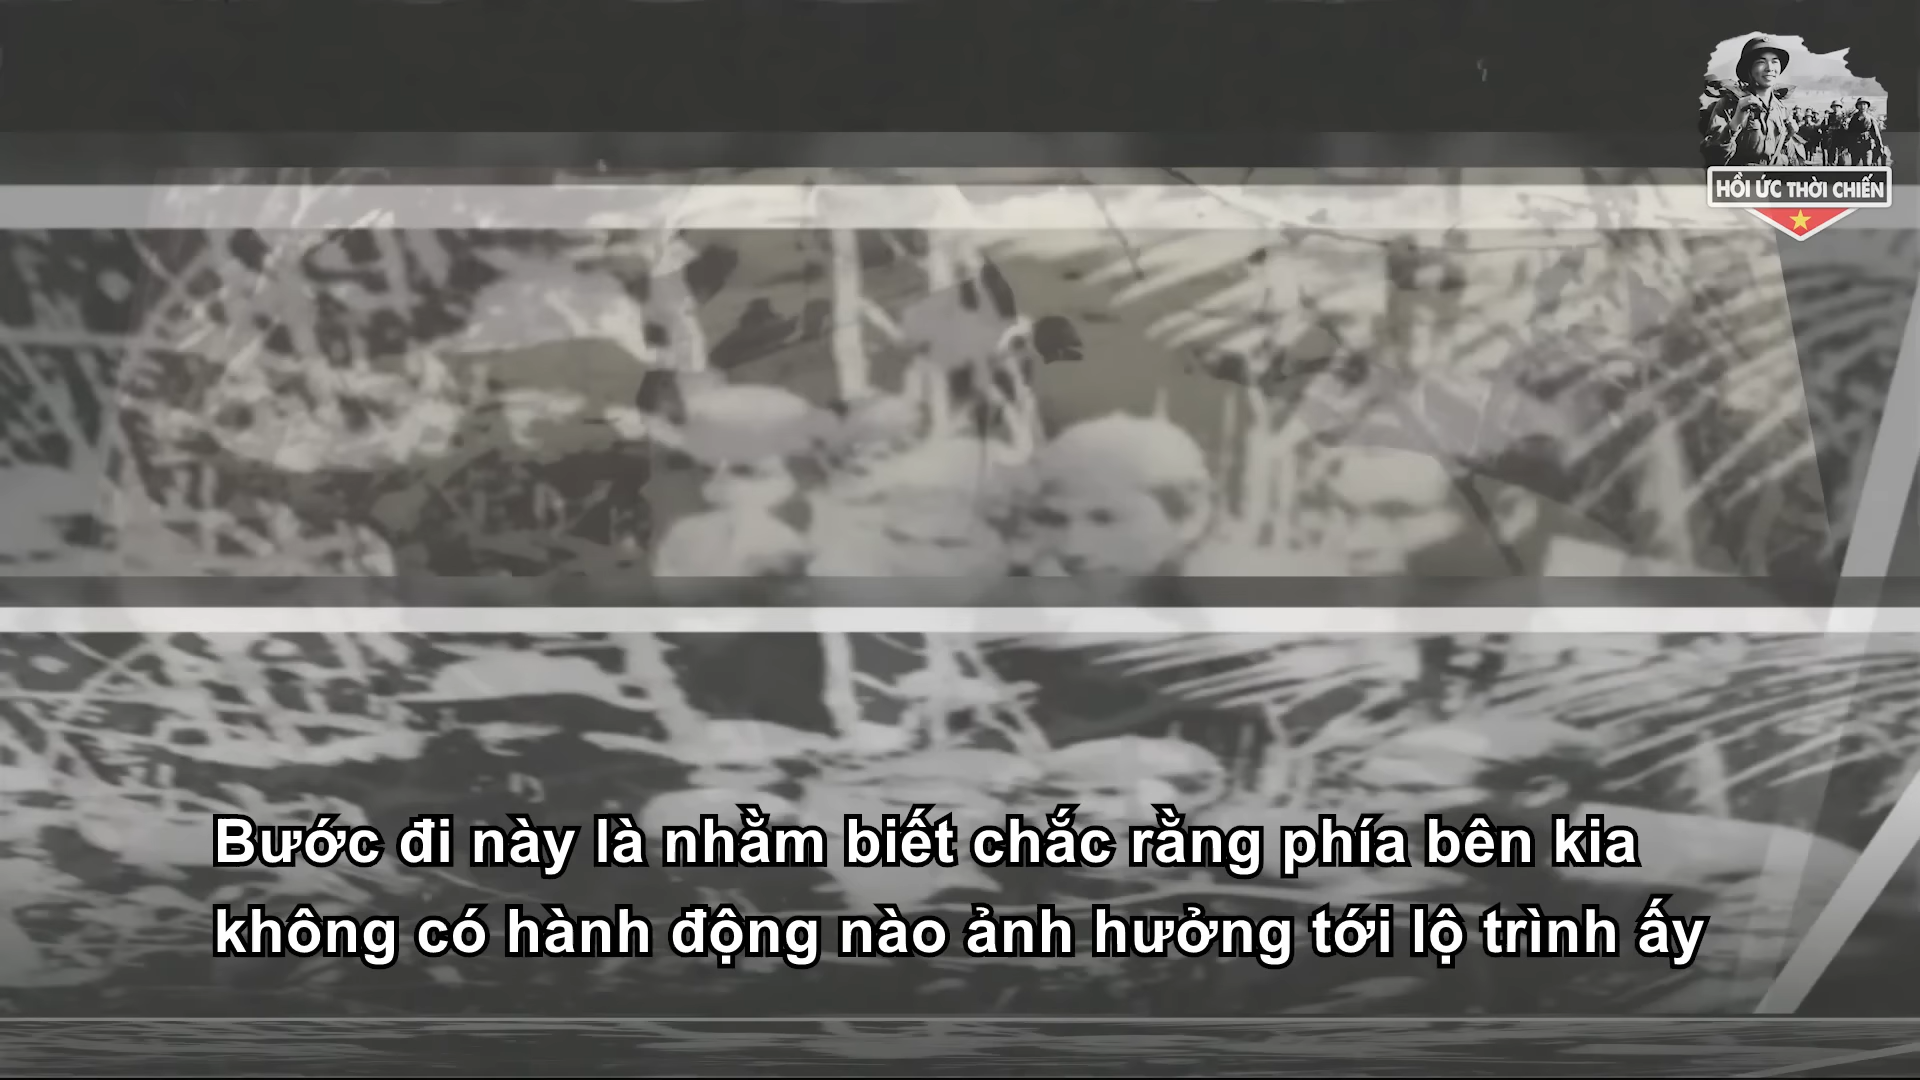 HỒI ỨC THỜI CHIẾN
Bước đi này là nhằm biết chắc rằng phía bên kia
không có hành động nào ảnh hưởng tới lộ trình ấy